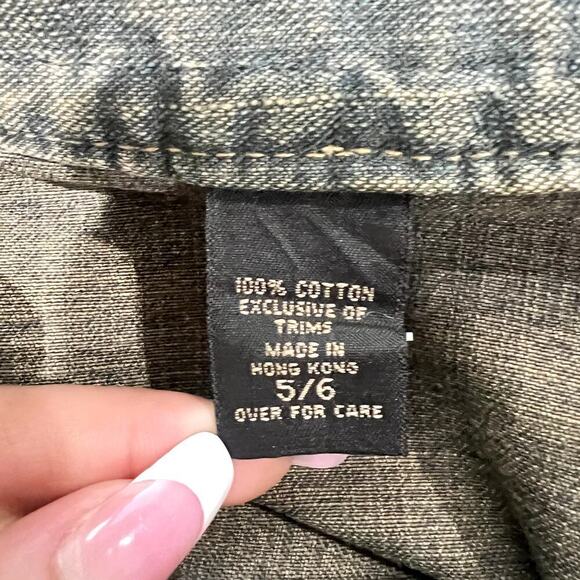 100% COTTON
EXCLUSIVE OF
TRIMS
MADE IN
HONG KONG
5/6
OVER FOR CARE